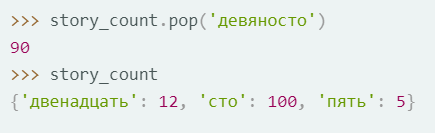 >>> story_count.pop('девяносто')
90
>>> story_count
{'двенадцать': 12, 'сто': 100, 'пять': 5}